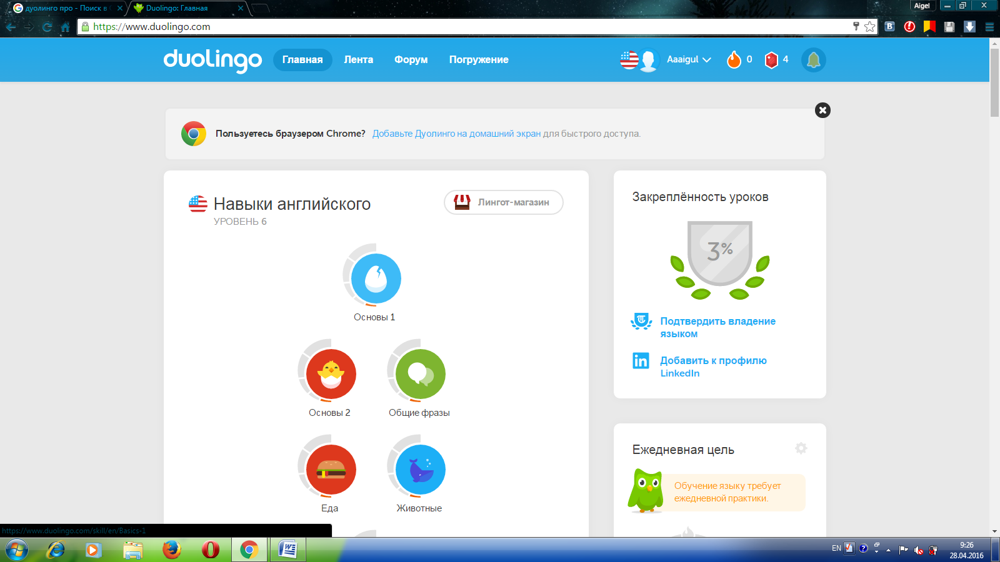 дуолинго про - Поиск в
Duolingo: Главная
Aigel
https://www.duolingo.com
duolingo
Главная
Лента
Форум
Погружение
Aaaigul
0
4
Пользуетесь браузером Chrome? Добавьте Дуолинго на домашний экран для быстрого доступа.
Навыки английского
УРОВЕНЬ 6
Лингот-магазин
Основы 1
Основы 2
Общие фразы
Еда
Животные
Закреплённость уроков
3%
Подтвердить владение
языком
in
Добавить к профилю
LinkedIn
Ежедневная цель
Обучение языку требует
ежедневной практики.
https://www.duolingo.com/skill/en/Basics-1
EN
9:26
28.04.2016